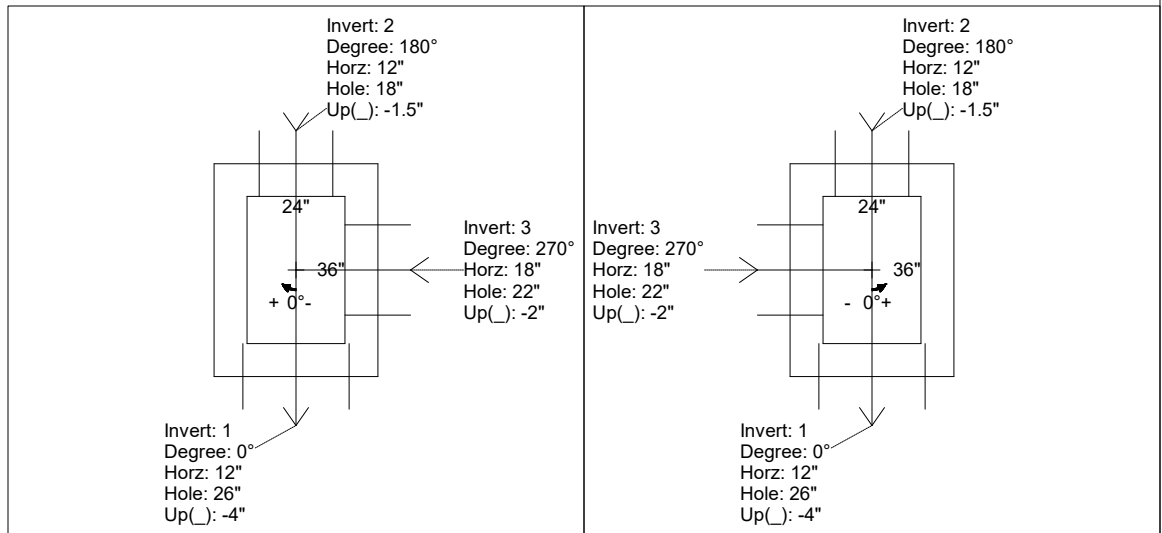 Invert: 2
Degree: 180°
Horz: 12"
Hole: 18"
Up(_): -1.5"
24"
36"
+ 0°-
Invert: 3
Degree: 270°
Horz: 18"
Hole: 22"
Up(_): -2"
Invert: 1
Degree: 0°
Horz: 12"
Hole: 26"
Up(_): -4"
Invert: 2
Degree: 180°
Horz: 12"
Hole: 18"
Up(_): -1.5"
Invert: 3
Degree: 270°
Horz: 18"
Hole: 22"
Up(_): -2"
24"
36"
- 0°+
Invert: 1
Degree: 0°
Horz: 12"
Hole: 26"
Up(_): -4"